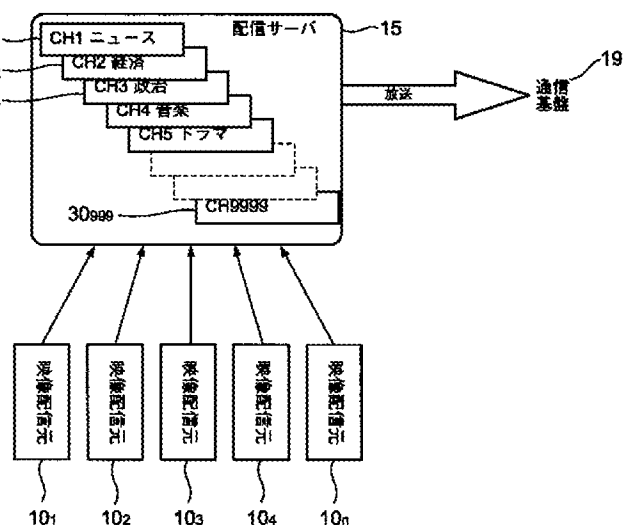 配信サーバ
15
CH1 ニュース
CH2 経済
CH3 政治
CH4 音楽
CH5 ドラマ
CH9999
30999
放送
通信
基盤
19
映像配信元
映像配信元
映像配信元
映像配信元
映像配信元
101
102
103
104
10n